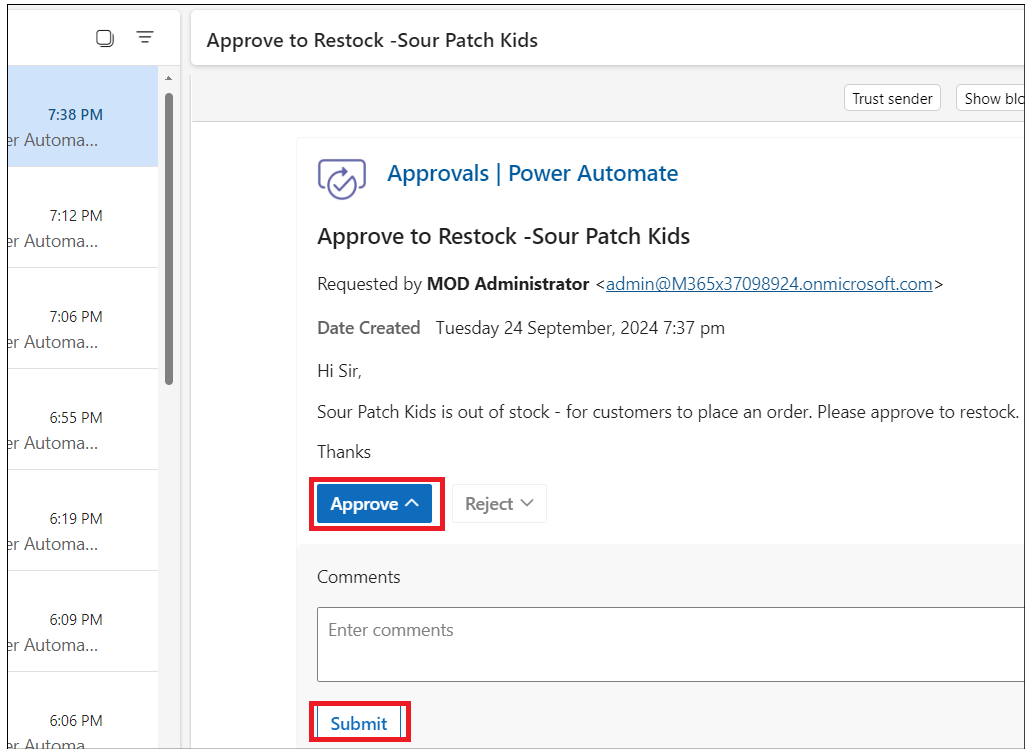 Approve to Restock -Sour Patch Kids
Trust sender
Show blo
7:38 PM
er Automa...
7:12 PM
er Automa...
7:06 PM
er Automa...
6:55 PM
er Automa...
6:19 PM
er Automa...
6:09 PM
er Automa...
6:06 PM
er Automa
Approvals | Power Automate
Approve to Restock -Sour Patch Kids
Requested by MOD Administrator <admin@M365x37098924.onmicrosoft.com>
Date Created Tuesday 24 September, 2024 7:37 pm
Hi Sir,
Sour Patch Kids is out of stock - for customers to place an order. Please approve to restock.
Thanks
Approve
Reject
Comments
Enter comments
Submit